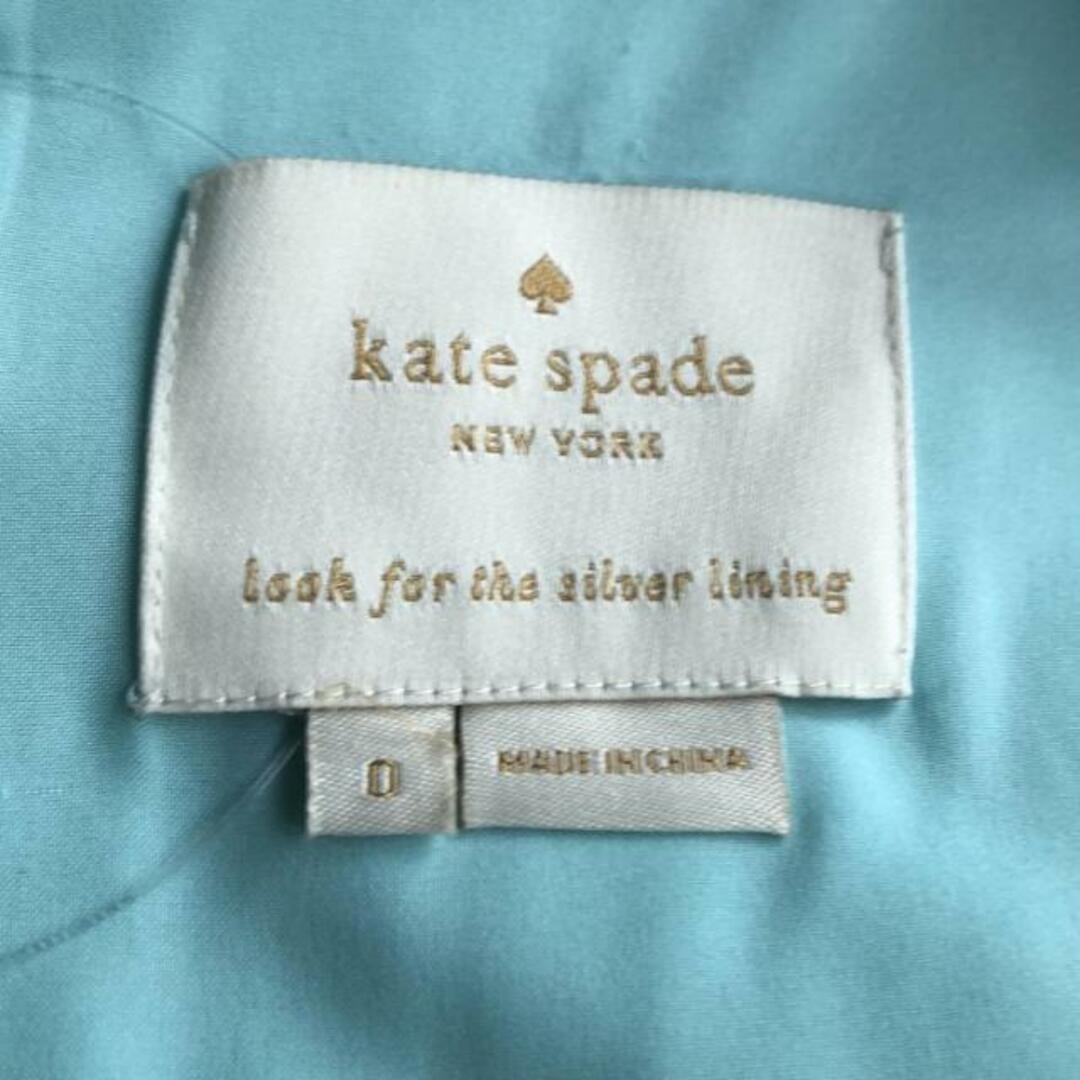 kate spade
NEW YORK
look for the silver lining
0
MADE IN CHINA